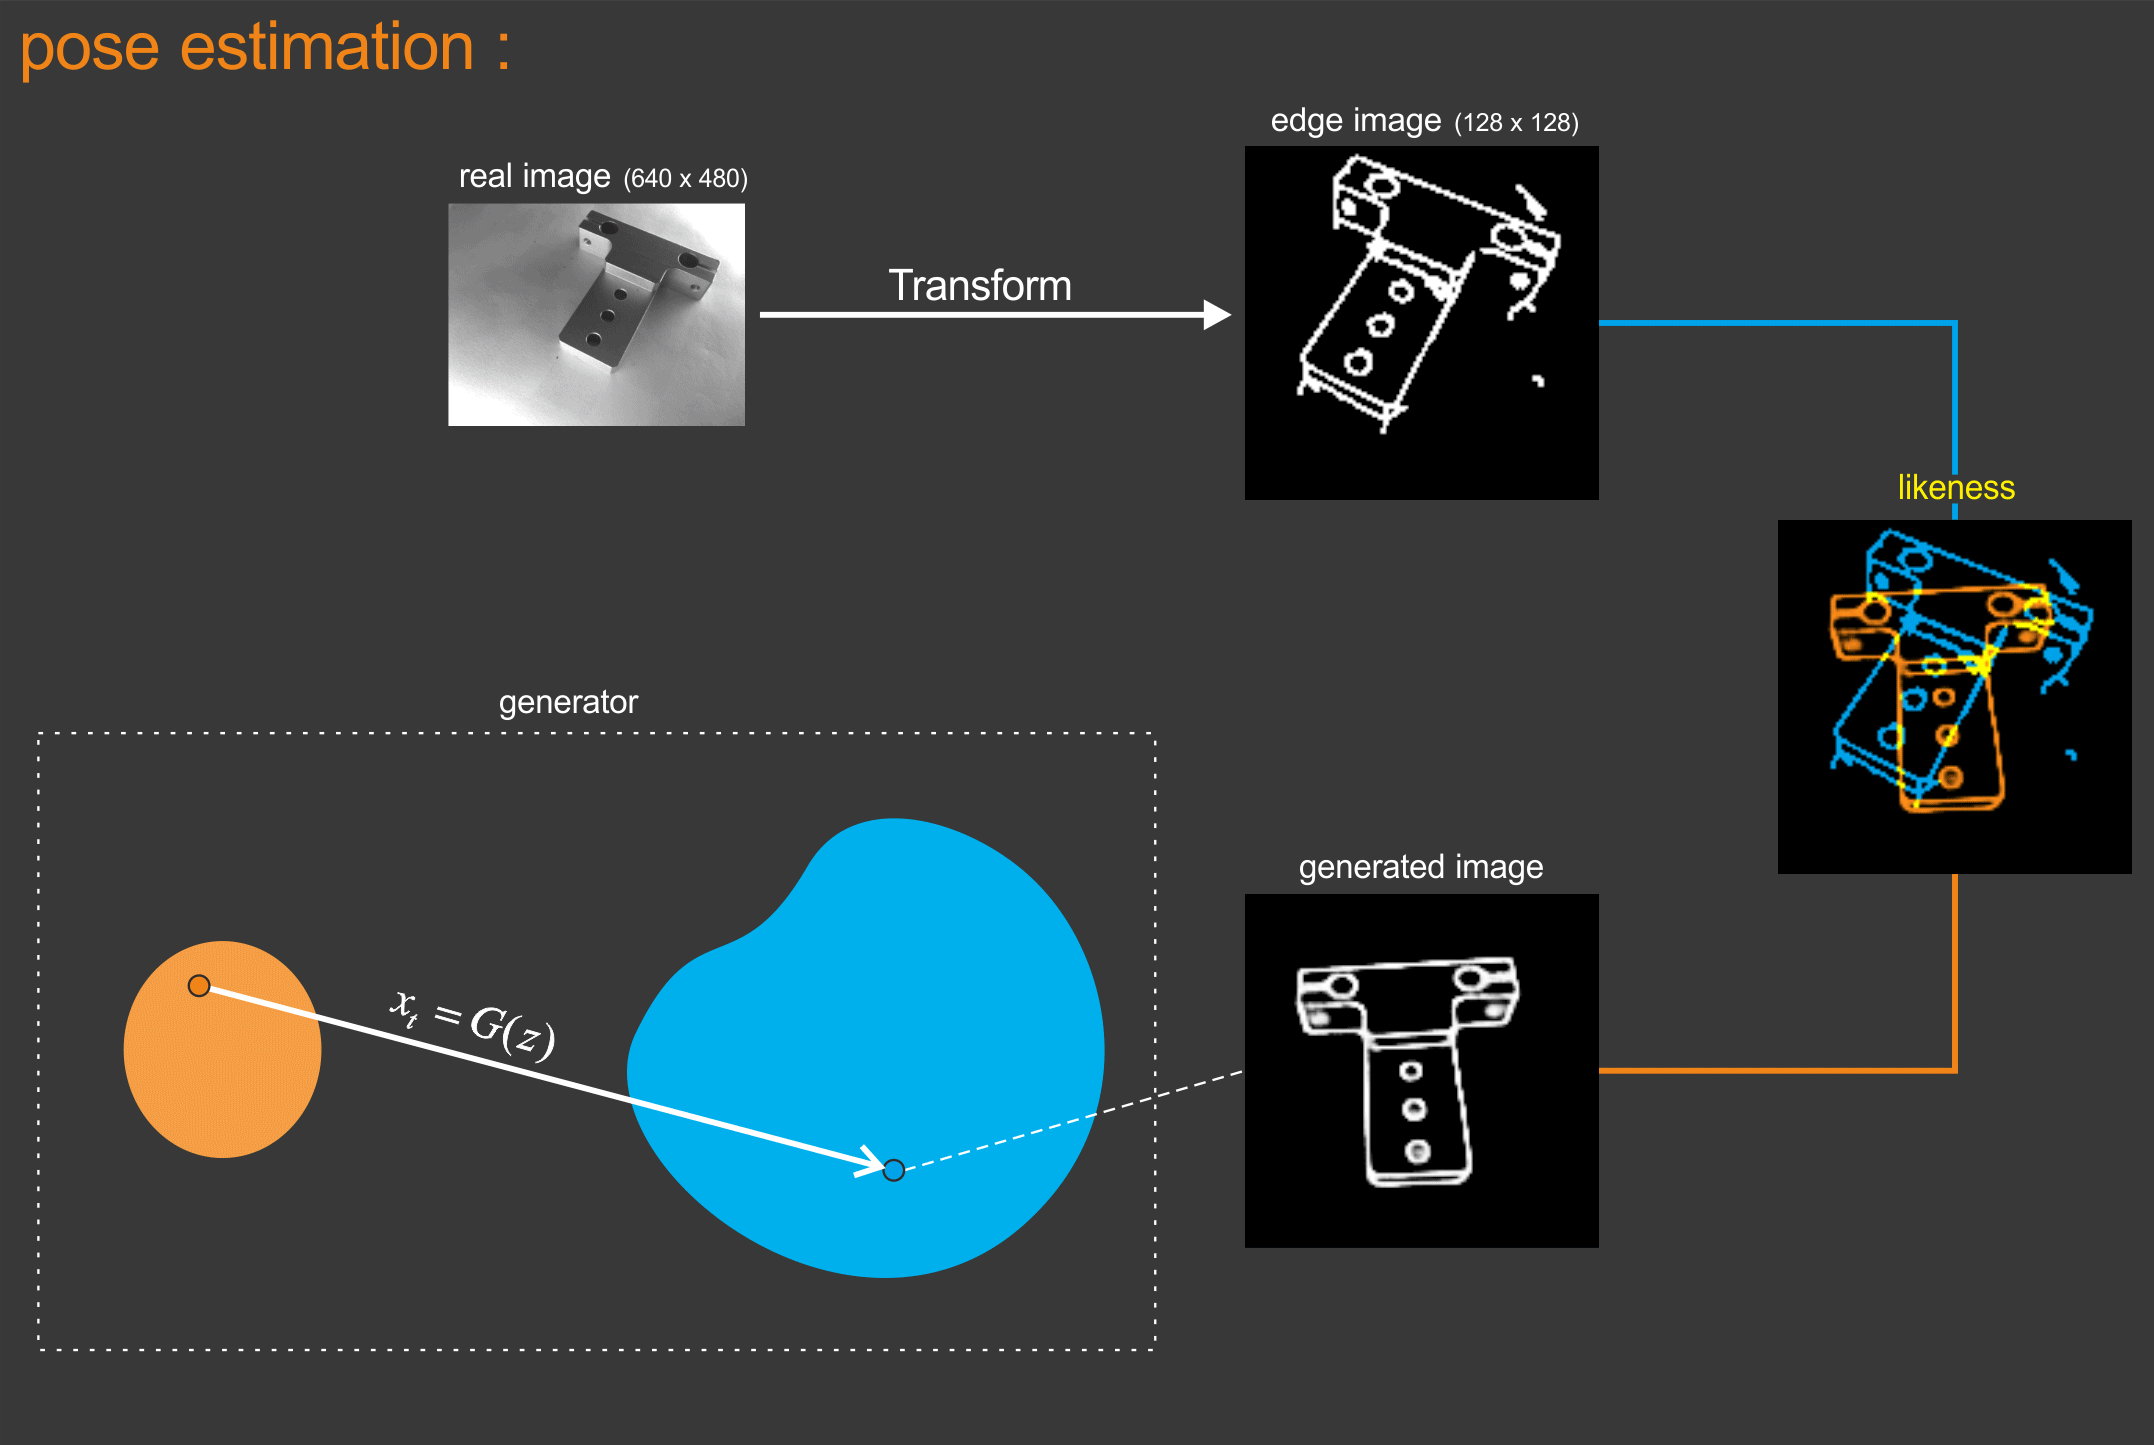 pose estimation :
edge image (128 x 128)
real image (640 x 480)
Transform
likeness
generator
generated image
x_t = G(z)